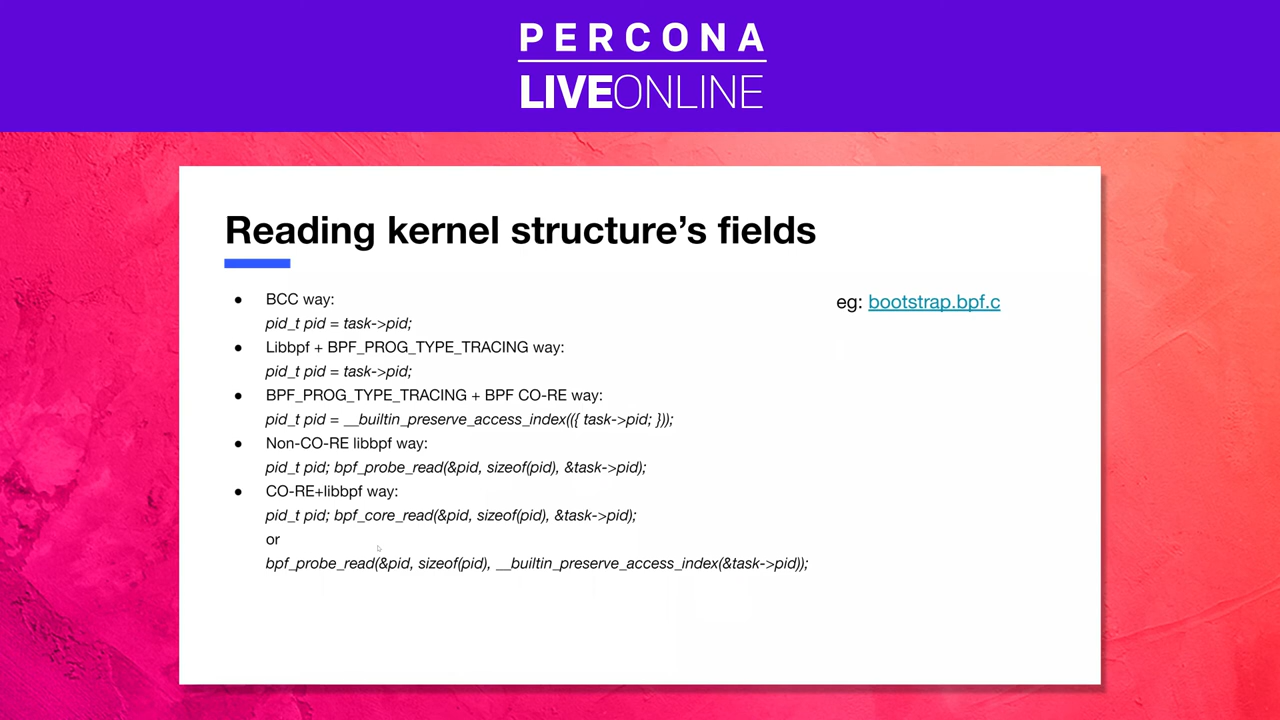 PERCONA
LIVEONLINE
Reading kernel structure’s fields
● BCC way:
pid_t pid = task->pid;
● Libbpf + BPF_PROG_TYPE_TRACING way:
pid_t pid = task->pid;
● BPF_PROG_TYPE_TRACING + BPF CO-RE way:
pid_t pid = __builtin_preserve_access_index(({ task->pid; }));
● Non-CO-RE libbpf way:
pid_t pid; bpf_probe_read(&pid, sizeof(pid), &task->pid);
● CO-RE+libbpf way:
pid_t pid; bpf_core_read(&pid, sizeof(pid), &task->pid);
or
bpf_probe_read(&pid, sizeof(pid), __builtin_preserve_access_index(&task->pid));
eg: bootstrap.bpf.c